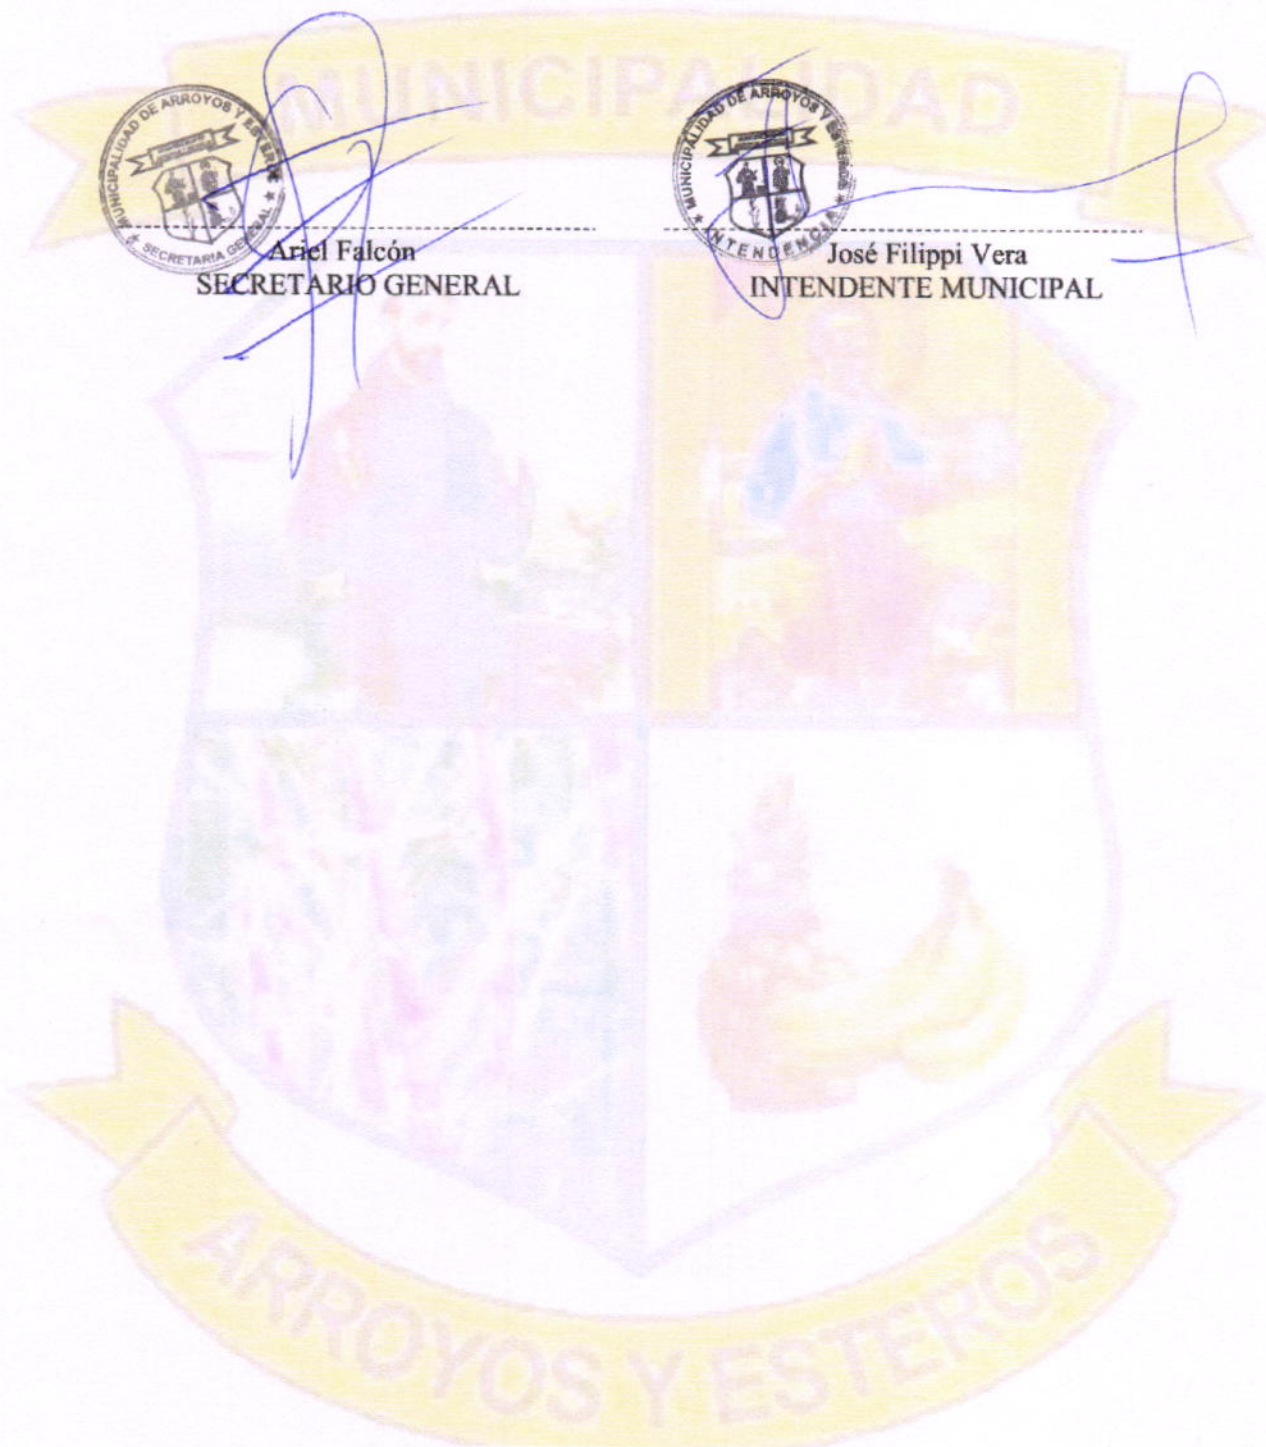 MUNICIPALIDAD
MUNICIPALIDAD DE ARROYOS Y ESTEROS
SECRETARIA GENERAL
MUNICIPALIDAD DE ARROYOS Y ESTEROS
INTENDENCIA
Ariel Falcón
SECRETARIO GENERAL
José Filippi Vera
INTENDENTE MUNICIPAL
ARROYOS Y ESTEROS